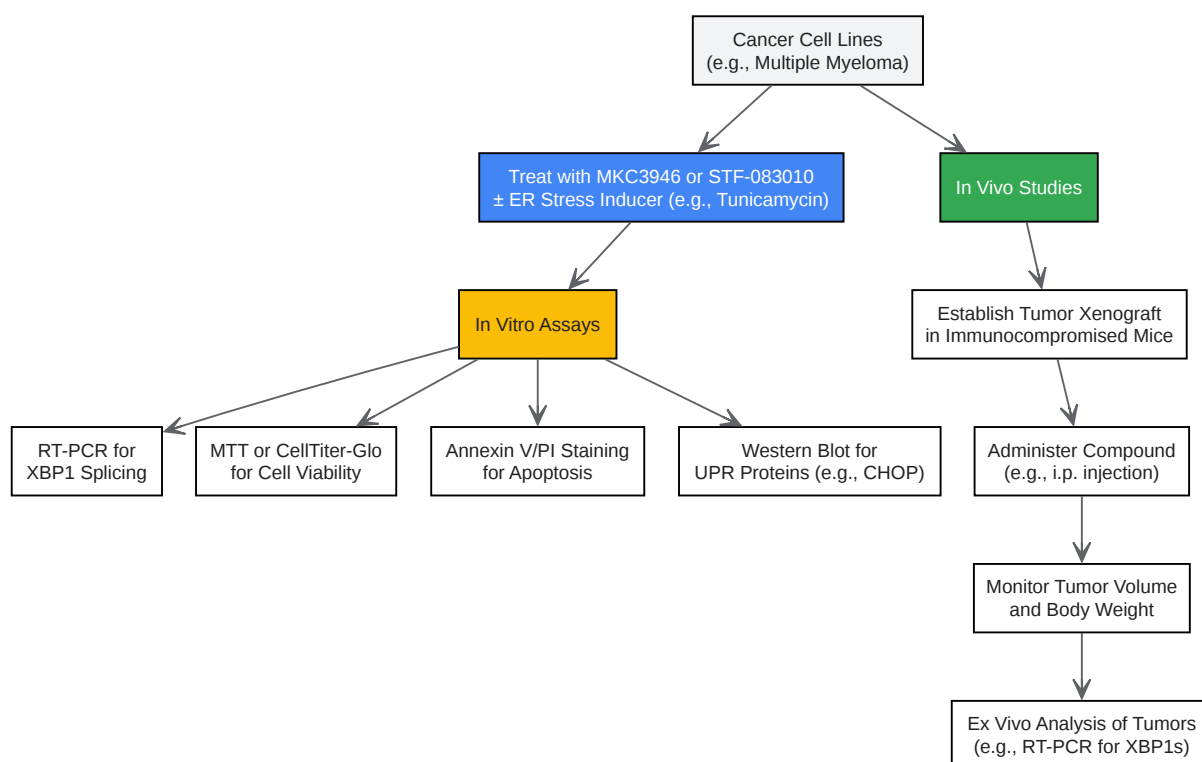 Cancer Cell Lines
(e.g., Multiple Myeloma)
Treat with MKC3946 or STF-083010
± ER Stress Inducer (e.g., Tunicamycin)
In Vivo Studies
In Vitro Assays
Establish Tumor Xenograft
in Immunocompromised Mice
RT-PCR for
XBP1 Splicing
MTT or CellTiter-Glo
for Cell Viability
Annexin V/PI Staining
for Apoptosis
Western Blot for
UPR Proteins (e.g., CHOP)
Administer Compound
(e.g., i.p. injection)
Monitor Tumor Volume
and Body Weight
Ex Vivo Analysis of Tumors
(e.g., RT-PCR for XBP1s)